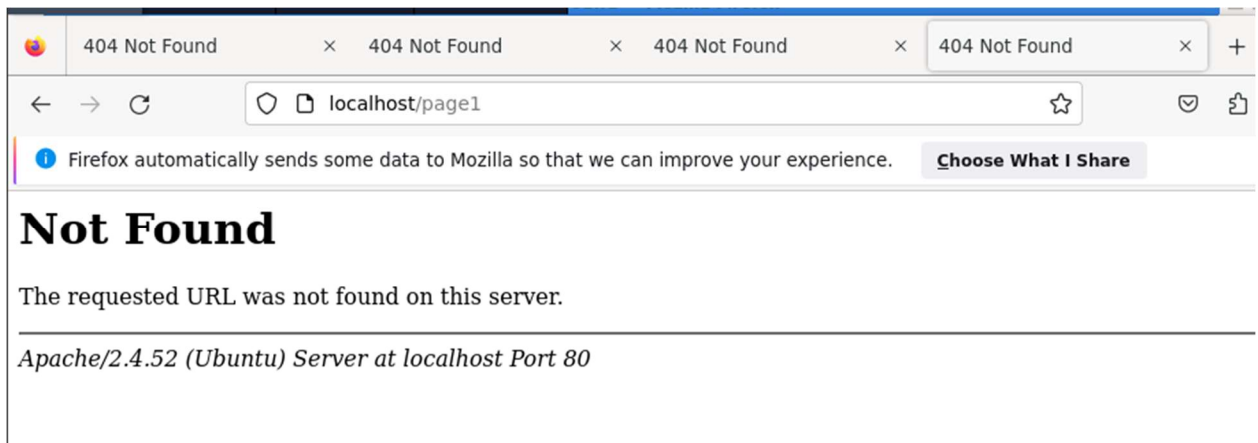 404 Not Found 404 Not Found 404 Not Found 404 Not Found
localhost/page1
Firefox automatically sends some data to Mozilla so that we can improve your experience. Choose What I Share
Not Found
The requested URL was not found on this server.
Apache/2.4.52 (Ubuntu) Server at localhost Port 80